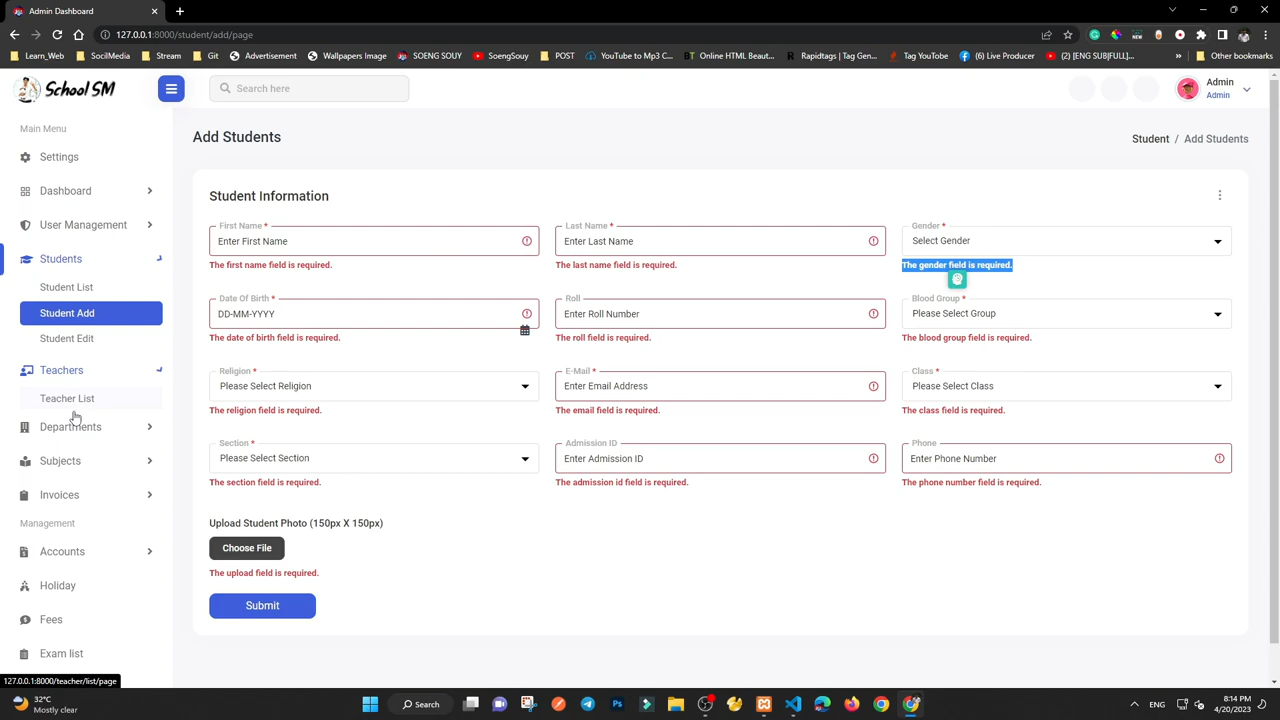 Admin Dashboard
127.0.0.1:8000/student/add/page
Learn_Web
SocilMedia
Stream
Git
Advertisement
Wallpapers Image
SOENS SOUY
SoengSouy
POST
YouTube to Mp3 C...
Online HTML Beaut...
Rapidtags | Tag Gen...
Tag YouTube
(6) Live Producer
(2) [ENG SUB[FULL]...
»
Other bookmarks
School SM
Search here
Admin
Admin
Main Menu
Settings
Dashboard
User Management
Students
Student List
Student Add
Student Edit
Teachers
Teacher List
Departments
Subjects
Invoices
Management
Accounts
Holiday
Fees
Exam list
127.0.0.1:8000/teacher/list/page
Add Students
Student / Add Students
Student Information
First Name *
Enter First Name
The first name field is required.
Last Name *
Enter Last Name
The last name field is required.
Gender *
Select Gender
The gender field is required.
Date Of Birth *
DD-MM-YYYY
The date of birth field is required.
Roll
Enter Roll Number
The roll field is required.
Blood Group *
Please Select Group
The blood group field is required.
Religion *
Please Select Religion
The religion field is required.
E-Mail *
Enter Email Address
The email field is required.
Class *
Please Select Class
The class field is required.
Section *
Please Select Section
The section field is required.
Admission ID
Enter Admission ID
The admission id field is required.
Phone
Enter Phone Number
The phone number field is required.
Upload Student Photo (150px X 150px)
Choose File
The upload field is required.
Submit
32°C
Mostly clear
Search
ENG
8:14 PM
4/20/2023